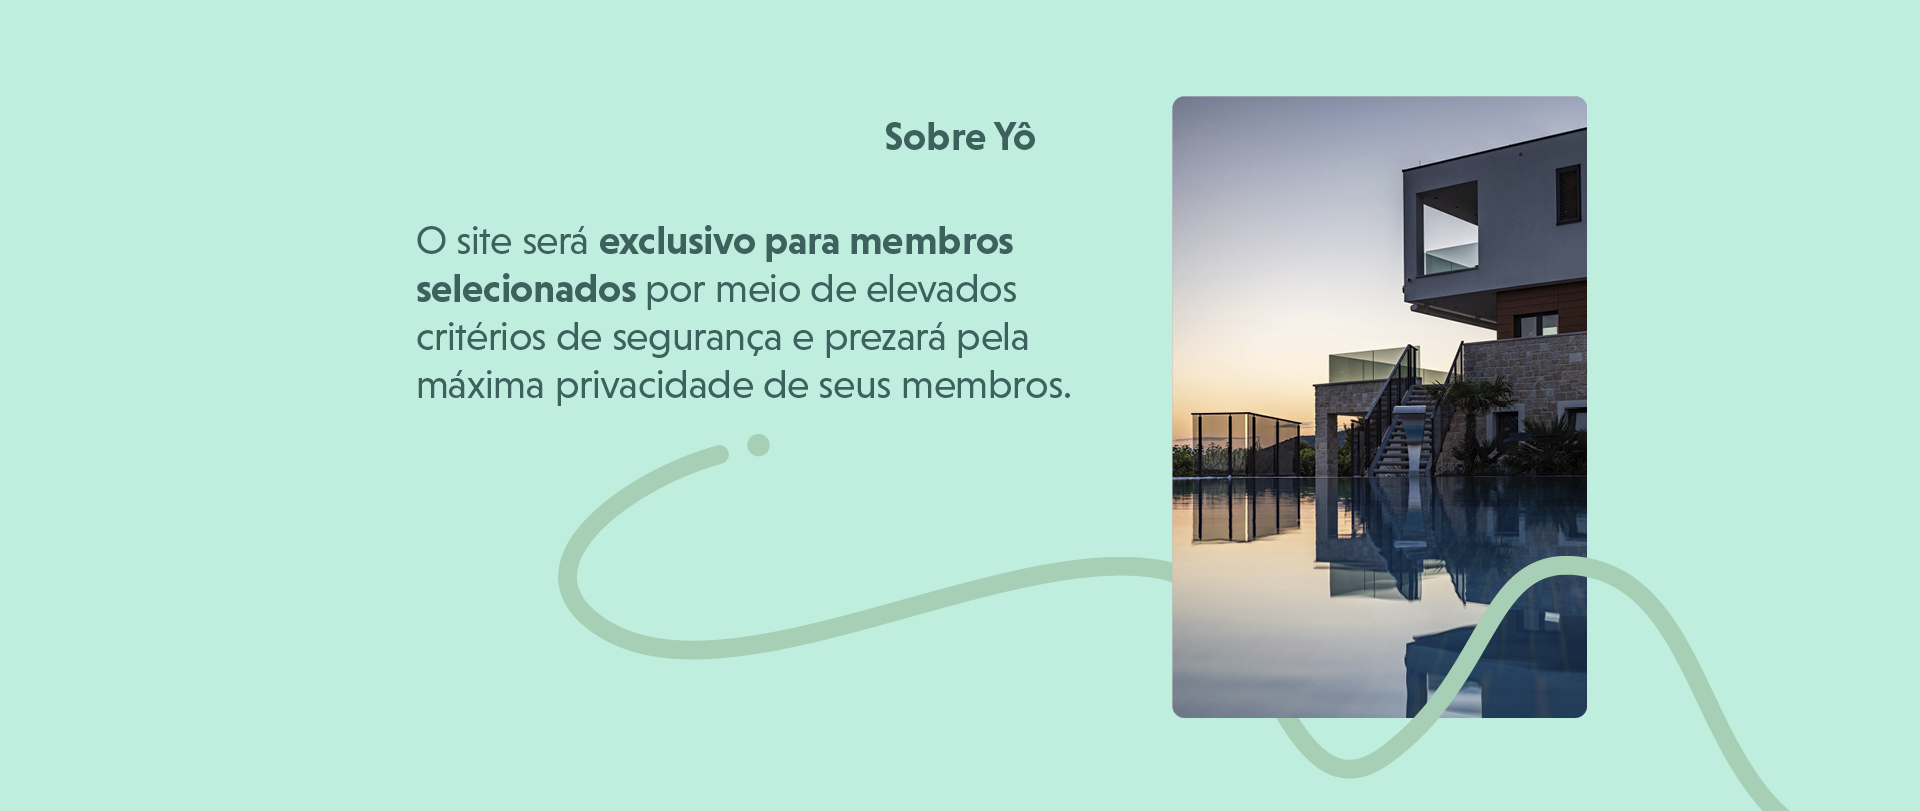 Sobre Yô
O site será exclusivo para membros
selecionados por meio de elevados
critérios de segurança e prezará pela
máxima privacidade de seus membros.